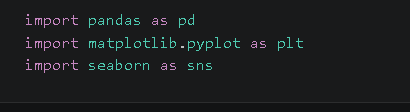 import pandas as pd
import matplotlib.pyplot as plt
import seaborn as sns